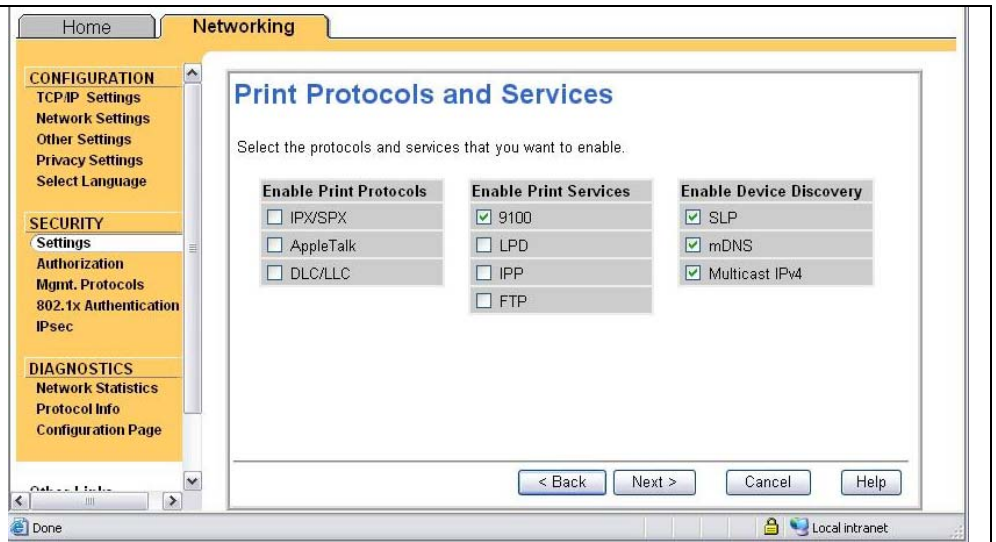 Home
Networking
CONFIGURATION
TCP/IP Settings
Network Settings
Other Settings
Privacy Settings
Select Language
SECURITY
Settings
Authorization
Mgmt. Protocols
802.1x Authentication
IPsec
DIAGNOSTICS
Network Statistics
Protocol Info
Configuration Page
Print Protocols and Services
Select the protocols and services that you want to enable.
Enable Print Protocols
IPX/SPX
AppleTalk
DLC/LLC
Enable Print Services
9100
LPD
IPP
FTP
Enable Device Discovery
SLP
mDNS
Multicast IPv4
< Back
Next >
Cancel
Help
Done
Local intranet